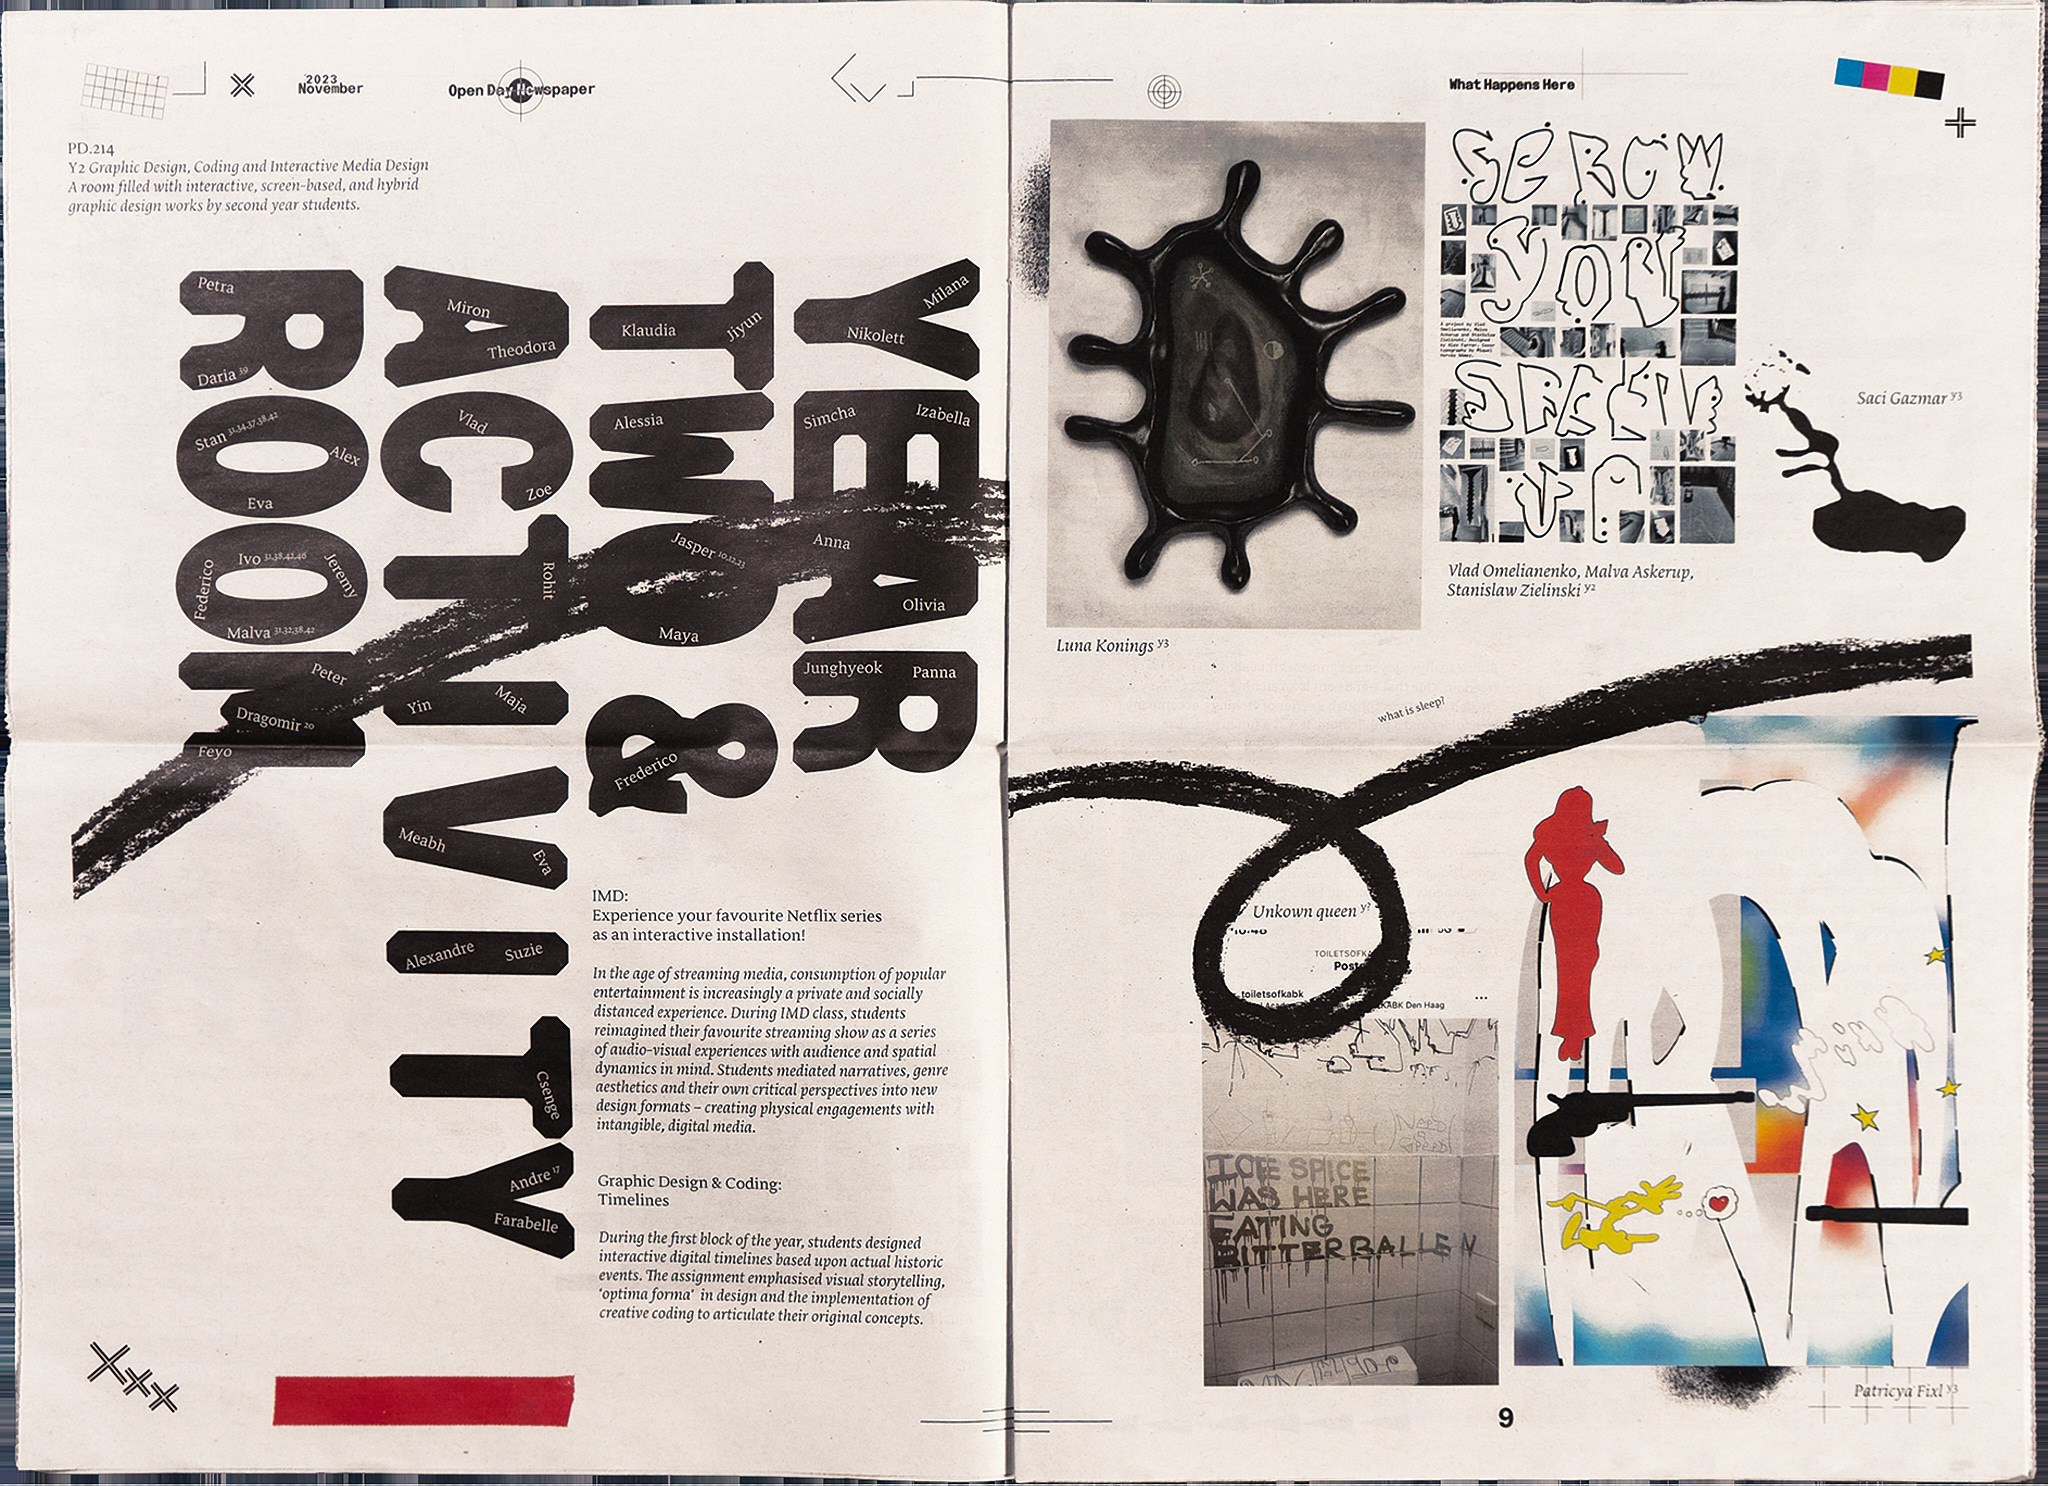 2023
November
Open Day Newspaper
What Happens Here
PD.214
Y2 Graphic Design, Coding and Interactive Media Design
A room filled with interactive, screen-based, and hybrid
graphic design works by second year students.
YEAR
TWO &
ACTIVITY
ROOM
Milana
Nikolett
Simcha
Izabella
Anna
Olivia
Junghyeok
Panna
Klaudia
Jiyun
Alessia
Jasper 10,12,23
Maya
Frederico
Miron
Theodora
Vlad
Zoe
Rohit
Yin
Maja
Meabh
Eva
Alexandre
Suzie
Csenge
Andre 17
Farabelle
Petra
Daria 39
Stan 31,34,37,38,42
Alex
Eva
Ivo 31,38,42,46
Federico
Jeremy
Malva 31,32,38,42
Peter
Dragomir 20
Feyo
IMD:
Experience your favourite Netflix series
as an interactive installation!
In the age of streaming media, consumption of popular
entertainment is increasingly a private and socially
distanced experience. During IMD class, students
reimagined their favourite streaming show as a series
of audio-visual experiences with audience and spatial
dynamics in mind. Students mediated narratives, genre
aesthetics and their own critical perspectives into new
design formats – creating physical engagements with
intangible, digital media.
Graphic Design & Coding:
Timelines
During the first block of the year, students designed
interactive digital timelines based upon actual historic
events. The assignment emphasised visual storytelling,
'optima forma' in design and the implementation of
creative coding to articulate their original concepts.
Luna Konings y3
SCREW
YOU
Vlad Omelianenko, Malva Askerup,
Stanislaw Zielinski y2
Saci Gazmar y3
what is sleep?
Unkown queen y?
10:48
TOILETSOFKA
Posts
toiletsofkabk
KABK Den Haag
ICE SPICE
WAS HERE
EATING
BITTERBALLEN
Patricya Fixl y3
9